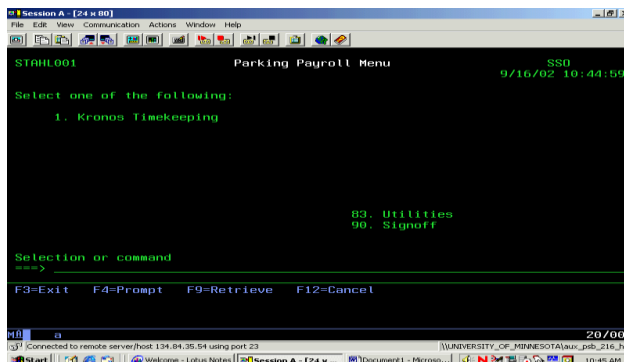 Session A - [24 x 80]
File Edit View Communication Actions Window Help
STAHL001 Parking Payroll Menu SSO
9/16/02 10:44:59
Select one of the following:
1. Kronos Timekeeping
83. Utilities
90. Signoff
Selection or command
===>
F3=Exit F4=Prompt F9=Retrieve F12=Cancel
MA a 20/00
Connected to remote server/host 134.84.35.54 using port 23 \\UNIVERSITY_OF_MINNESOTA\aux_psb_216_h
Start Welcome - Lotus Notes Session A - [24 x ... Document1 - Microso... 10:45 AM